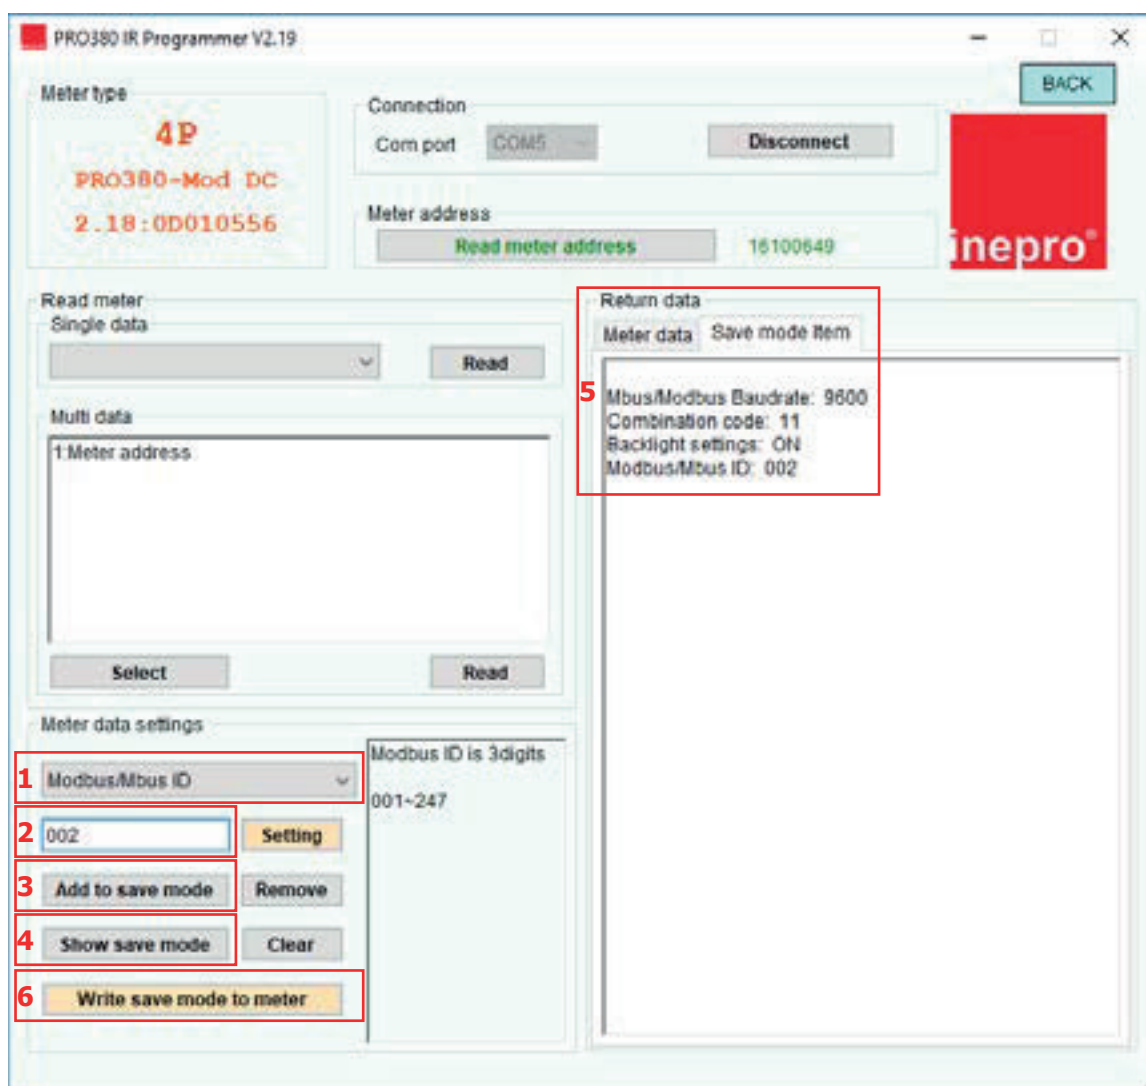 PRO380 IR Programmer V2.19
BACK
Meter type
4P
PRO380-Mod DC
2.18:0D010556
Connection
Com port COM5 Disconnect
Meter address
Read meter address 16100649
inepro®
Read meter
Single data
Read
Multi data
1:Meter address
Select Read
Return data
Meter data Save mode Item
5
Mbus/Modbus Baudrate: 9600
Combination code: 11
Backlight settings: ON
Modbus/Mbus ID: 002
Meter data settings
1 Modbus/Mbus ID
2 002 Setting
3 Add to save mode Remove
4 Show save mode Clear
6 Write save mode to meter
Modbus ID is 3digits
001~247